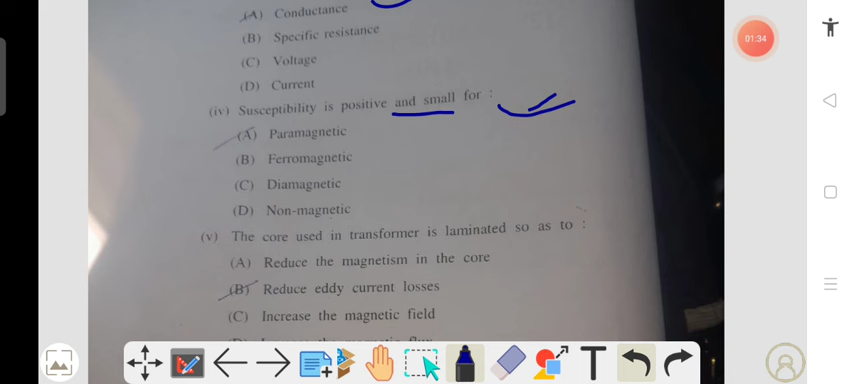 (A) Conductance
(B) Specific resistance
(C) Voltage
(D) Current
(iv) Susceptibility is positive and small for :
(A) Paramagnetic
(B) Ferromagnetic
(C) Diamagnetic
(D) Non-magnetic
(v) The core used in transformer is laminated so as to :
(A) Reduce the magnetism in the core
(B) Reduce eddy current losses
(C) Increase the magnetic field
01:34
T